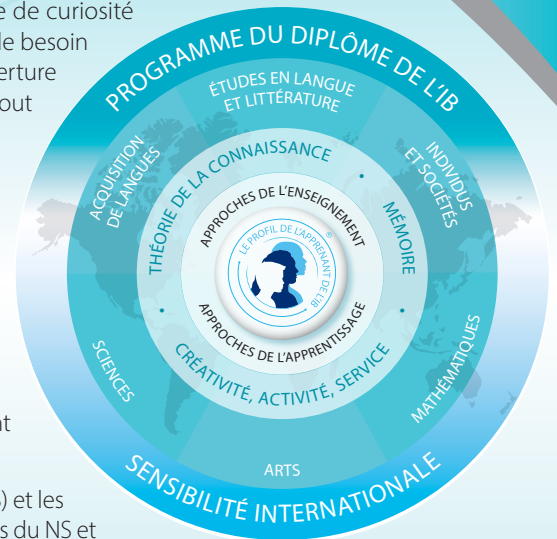 e de curiosité
le besoin
erture
out
PROGRAMME DU DIPLÔME DE L'IB
ÉTUDES EN LANGUE
ET LITTÉRATURE
ACQUISITION
DE LANGUES
INDIVIDUS
ET SOCIÉTÉS
THÉORIE DE LA CONNAISSANCE
• MÉMOIRE •
APPROCHES DE L'ENSEIGNEMENT
LE PROFIL DE L'APPRENANT DE L'IB ®
APPROCHES DE L'APPRENTISSAGE
CRÉATIVITÉ, ACTIVITÉ, SERVICE
SCIENCES
MATHÉMATIQUES
ARTS
SENSIBILITÉ INTERNATIONALE
nt
) et les
s du NS et